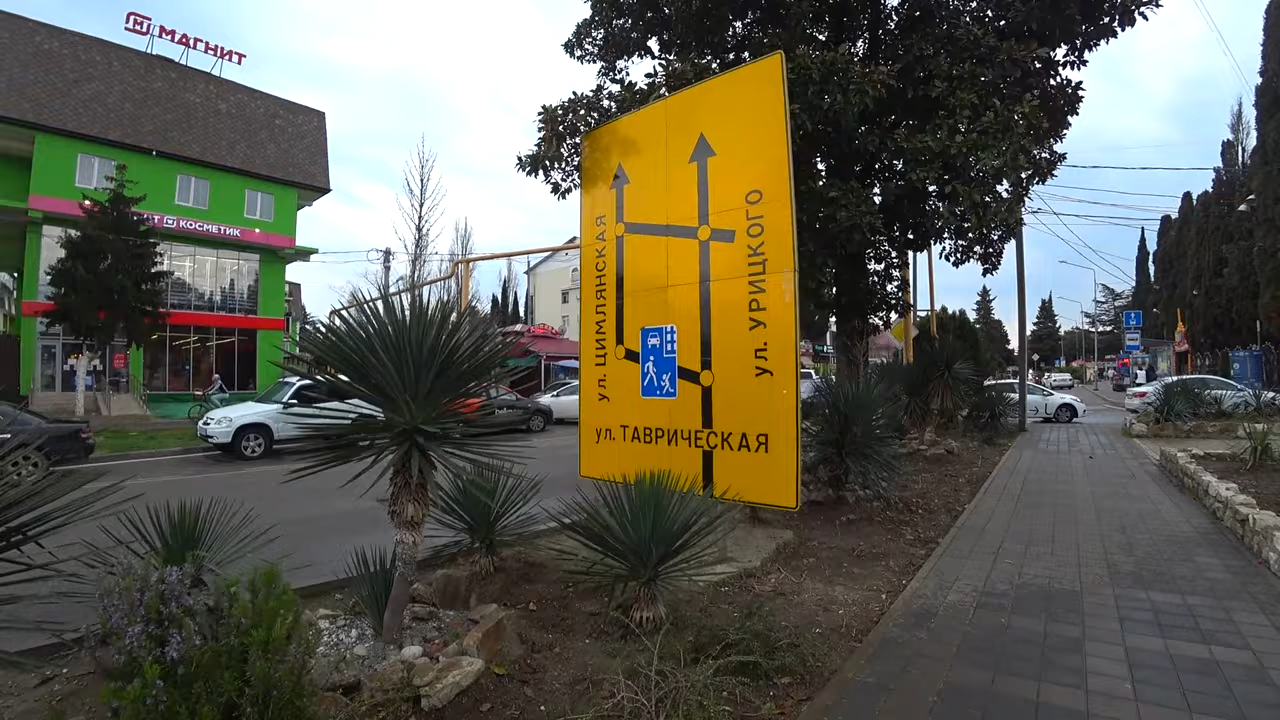 МАГНИТ
КОСМЕТИК
ул. ЦИМЛЯНСКАЯ
ул. УРИЦКОГО
ул. ТАВРИЧЕСКАЯ